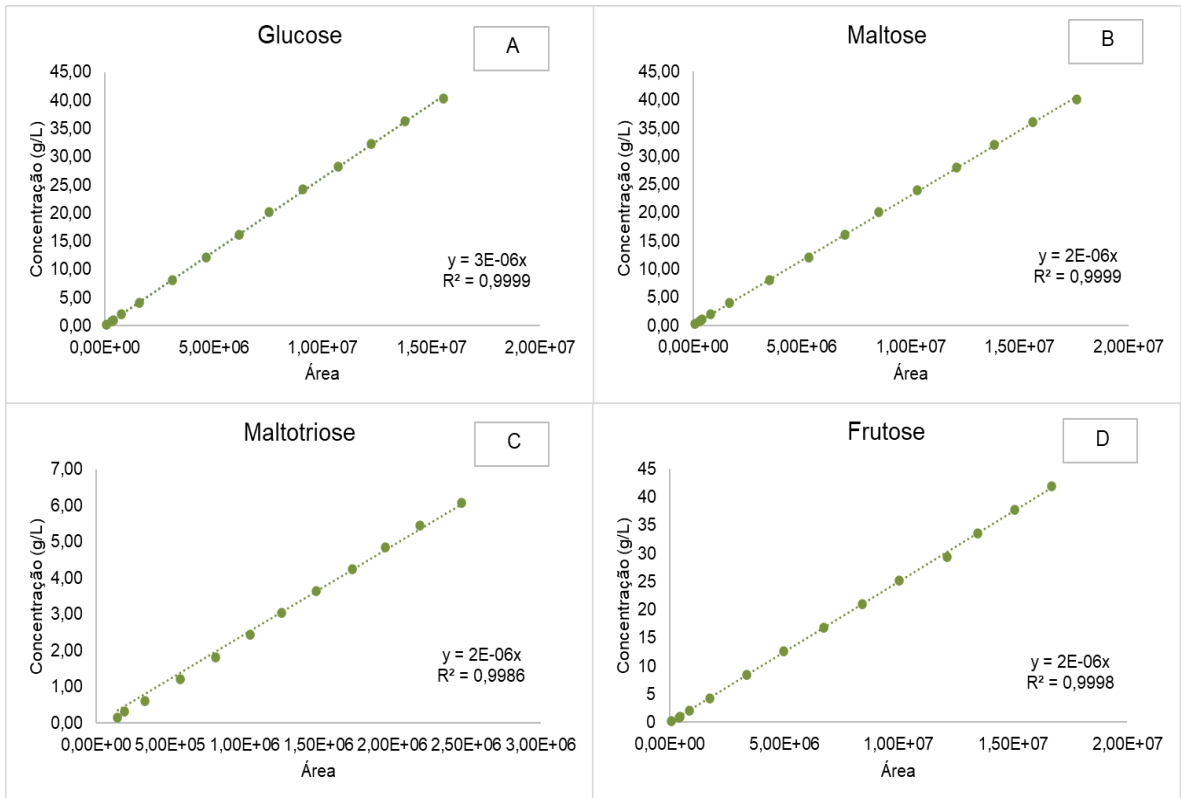 Glucose
A
45,00
40,00
35,00
30,00
25,00
20,00
15,00
10,00
5,00
0,00
Concentração (g/L)
y = 3E-06x
R² = 0,9999
0,00E+00 5,00E+06 1,00E+07 1,50E+07 2,00E+07
Área
Maltose
B
45,00
40,00
35,00
30,00
25,00
20,00
15,00
10,00
5,00
0,00
Concentração (g/L)
y = 2E-06x
R² = 0,9999
0,00E+00 5,00E+06 1,00E+07 1,50E+07 2,00E+07
Área
Maltotriose
C
7,00
6,00
5,00
4,00
3,00
2,00
1,00
0,00
Concentração (g/L)
y = 2E-06x
R² = 0,9986
0,00E+00 5,00E+05 1,00E+06 1,50E+06 2,00E+06 2,50E+06 3,00E+06
Área
Frutose
D
45
40
35
30
25
20
15
10
5
0
Concentração (g/L)
y = 2E-06x
R² = 0,9998
0,00E+00 5,00E+06 1,00E+07 1,50E+07 2,00E+07
Área